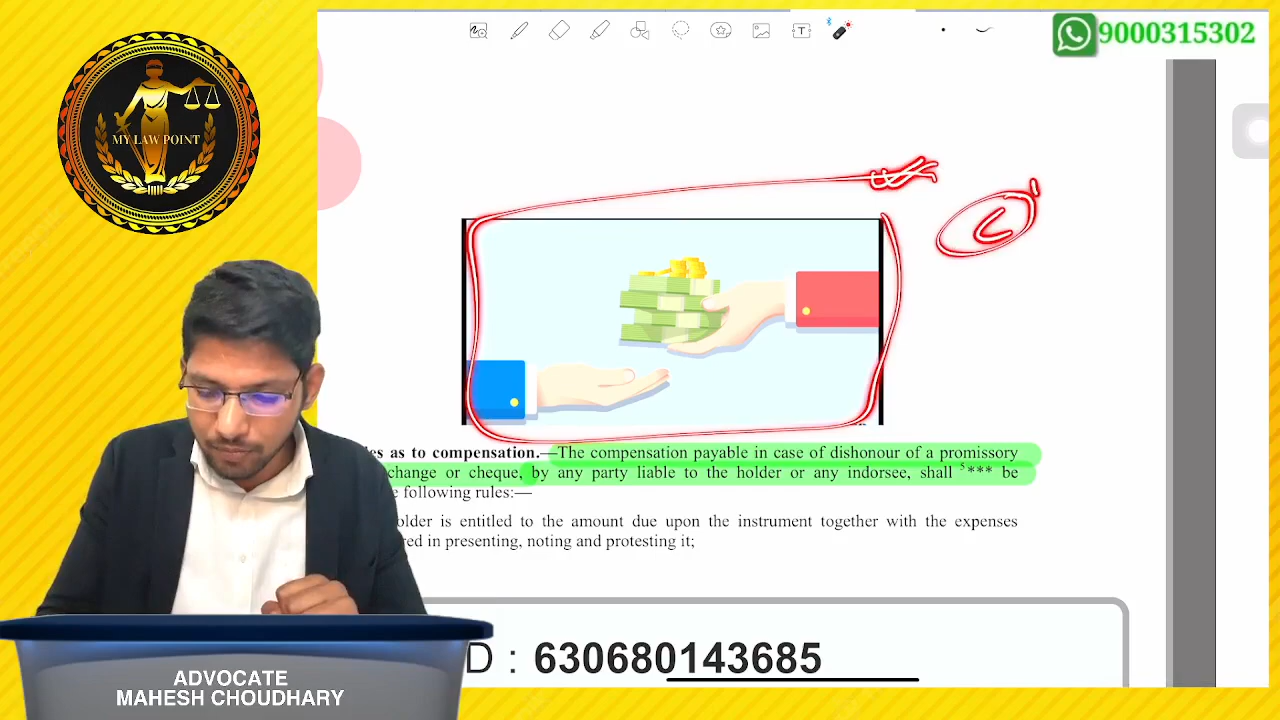 9000315302
MY LAW POINT
C
es as to compensation.—The compensation payable in case of dishonour of a promissory
change or cheque, by any party liable to the holder or any indorsee, shall 5*** be
e following rules:—
older is entitled to the amount due upon the instrument together with the expenses
red in presenting, noting and protesting it;
D : 630680143685
ADVOCATE
MAHESH CHOUDHARY